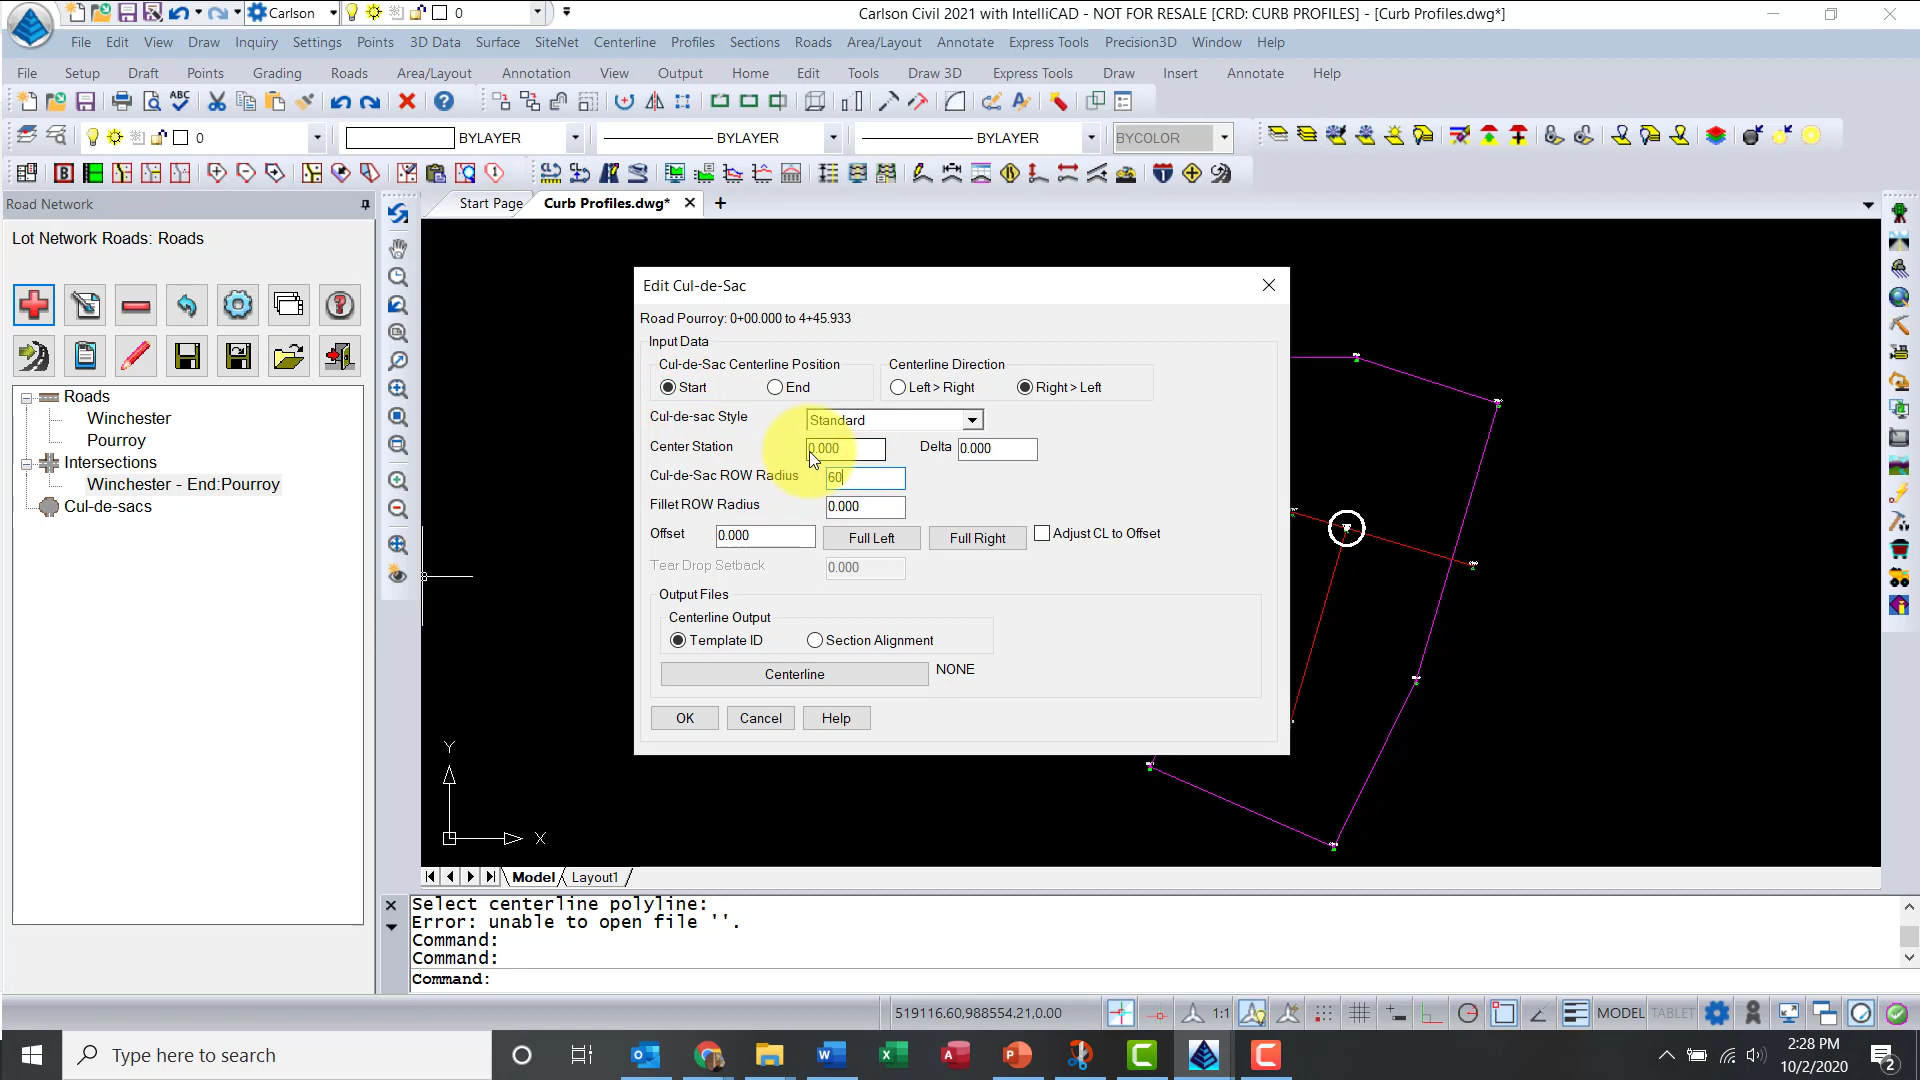 Carlson
0
Carlson Civil 2021 with IntelliCAD - NOT FOR RESALE [CRD: CURB PROFILES] - [Curb Profiles.dwg*]
File Edit View Draw Inquiry Settings Points 3D Data Surface SiteNet Centerline Profiles Sections Roads Area/Layout Annotate Express Tools Precision3D Window Help
File Setup Draft Points Grading Roads Area/Layout Annotation View Output Home Edit Tools Draw 3D Express Tools Draw Insert Annotate Help
0 BYLAYER BYLAYER BYLAYER BYCOLOR
Road Network
Start Page Curb Profiles.dwg*
Lot Network Roads: Roads
Roads
Winchester
Pourroy
Intersections
Winchester - End:Pourroy
Cul-de-sacs
Edit Cul-de-Sac
Road Pourroy: 0+00.000 to 4+45.933
Input Data
Cul-de-Sac Centerline Position Centerline Direction
Start End Left > Right Right > Left
Cul-de-sac Style Standard
Center Station 0.000 Delta 0.000
Cul-de-Sac ROW Radius 60
Fillet ROW Radius 0.000
Offset 0.000 Full Left Full Right Adjust CL to Offset
Tear Drop Setback 0.000
Output Files
Centerline Output
Template ID Section Alignment
Centerline NONE
OK Cancel Help
Y
X
Model Layout1
Select centerline polyline:
Error: unable to open file ''.
Command:
Command:
Command:
519116.60,988554.21,0.00 1:1 MODEL TABLET
Type here to search
2:28 PM
10/2/2020
2